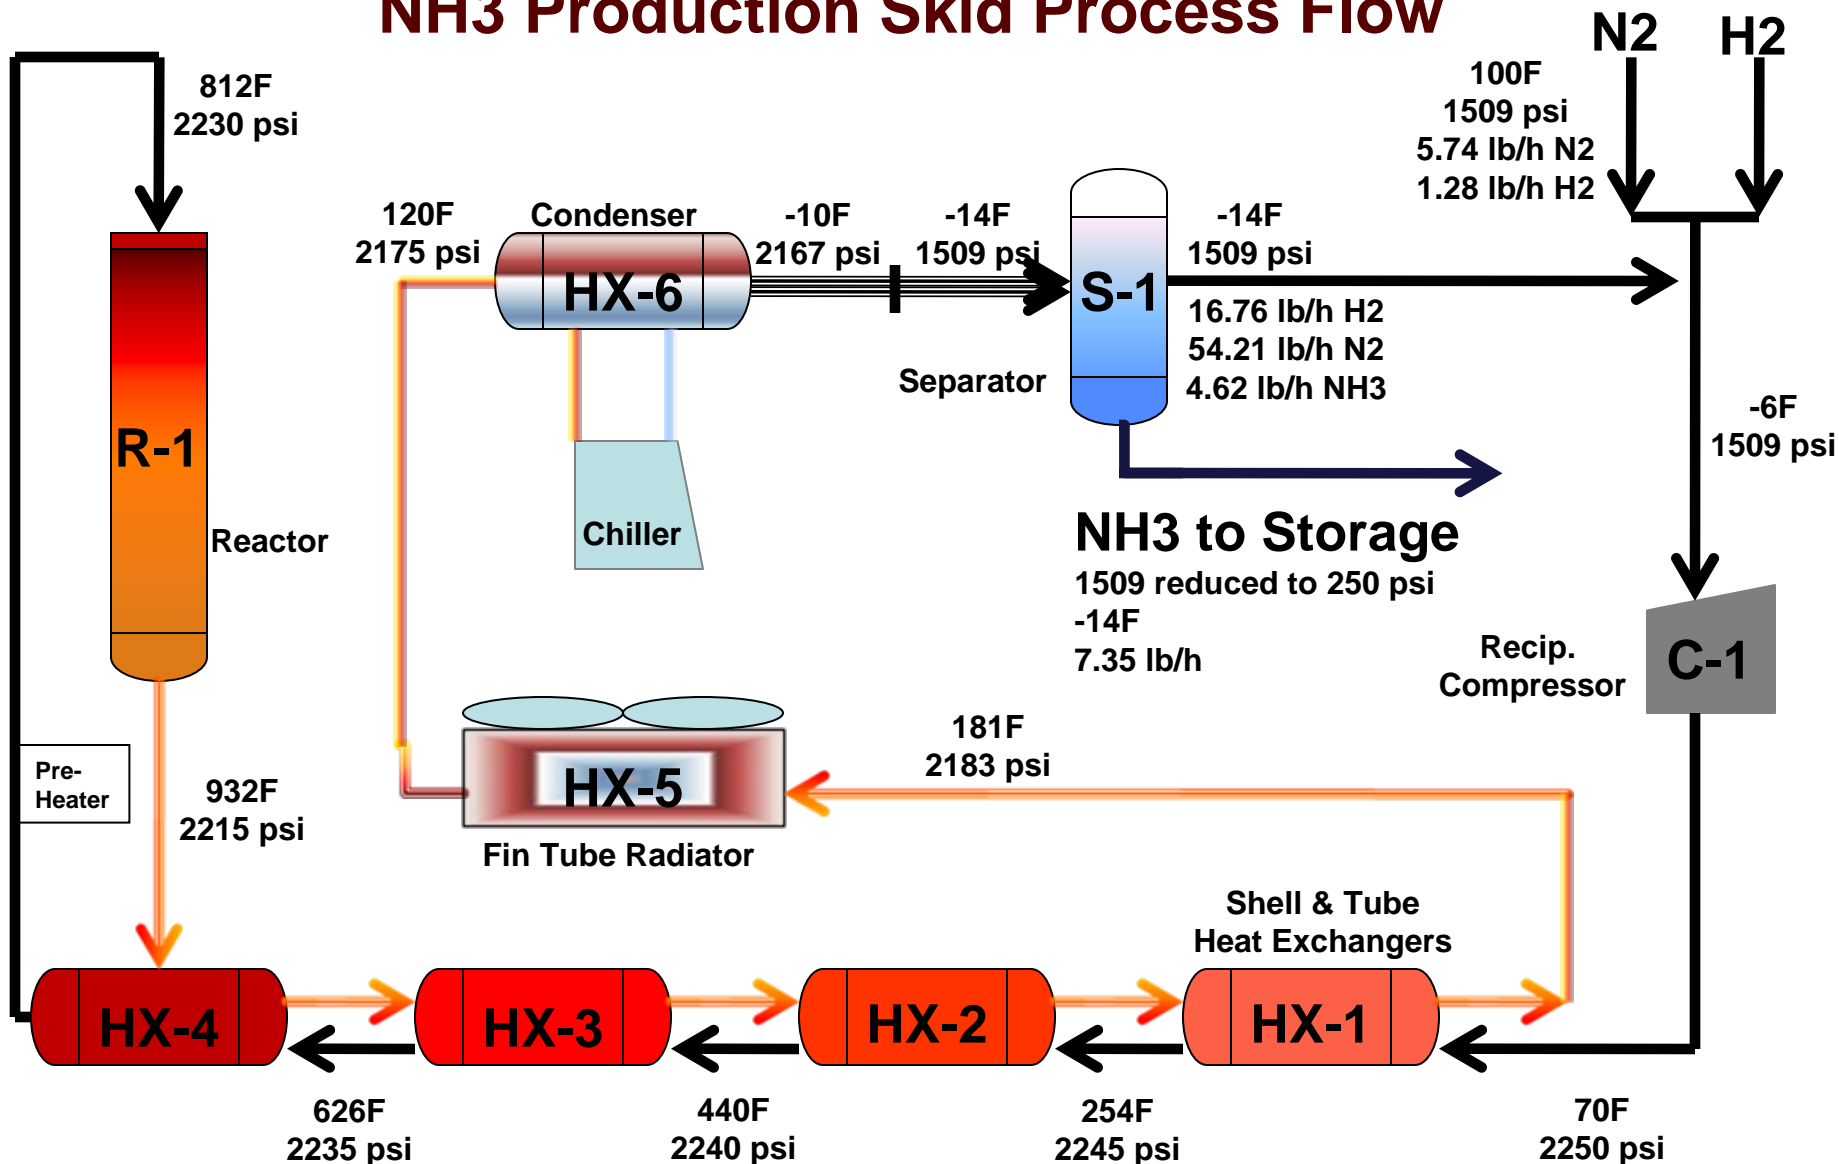 NH3 Production Skid Process Flow
N2
H2
812F
2230 psi
100F
1509 psi
5.74 lb/h N2
1.28 lb/h H2
120F
2175 psi
Condenser
HX-6
-10F
2167 psi
-14F
1509 psi
S-1
Separator
-14F
1509 psi
16.76 lb/h H2
54.21 lb/h N2
4.62 lb/h NH3
-6F
1509 psi
R-1
Reactor
Chiller
NH3 to Storage
1509 reduced to 250 psi
-14F
7.35 lb/h
Recip.
Compressor
C-1
Pre-
Heater
932F
2215 psi
HX-5
Fin Tube Radiator
181F
2183 psi
Shell & Tube
Heat Exchangers
HX-4
HX-3
HX-2
HX-1
626F
2235 psi
440F
2240 psi
254F
2245 psi
70F
2250 psi